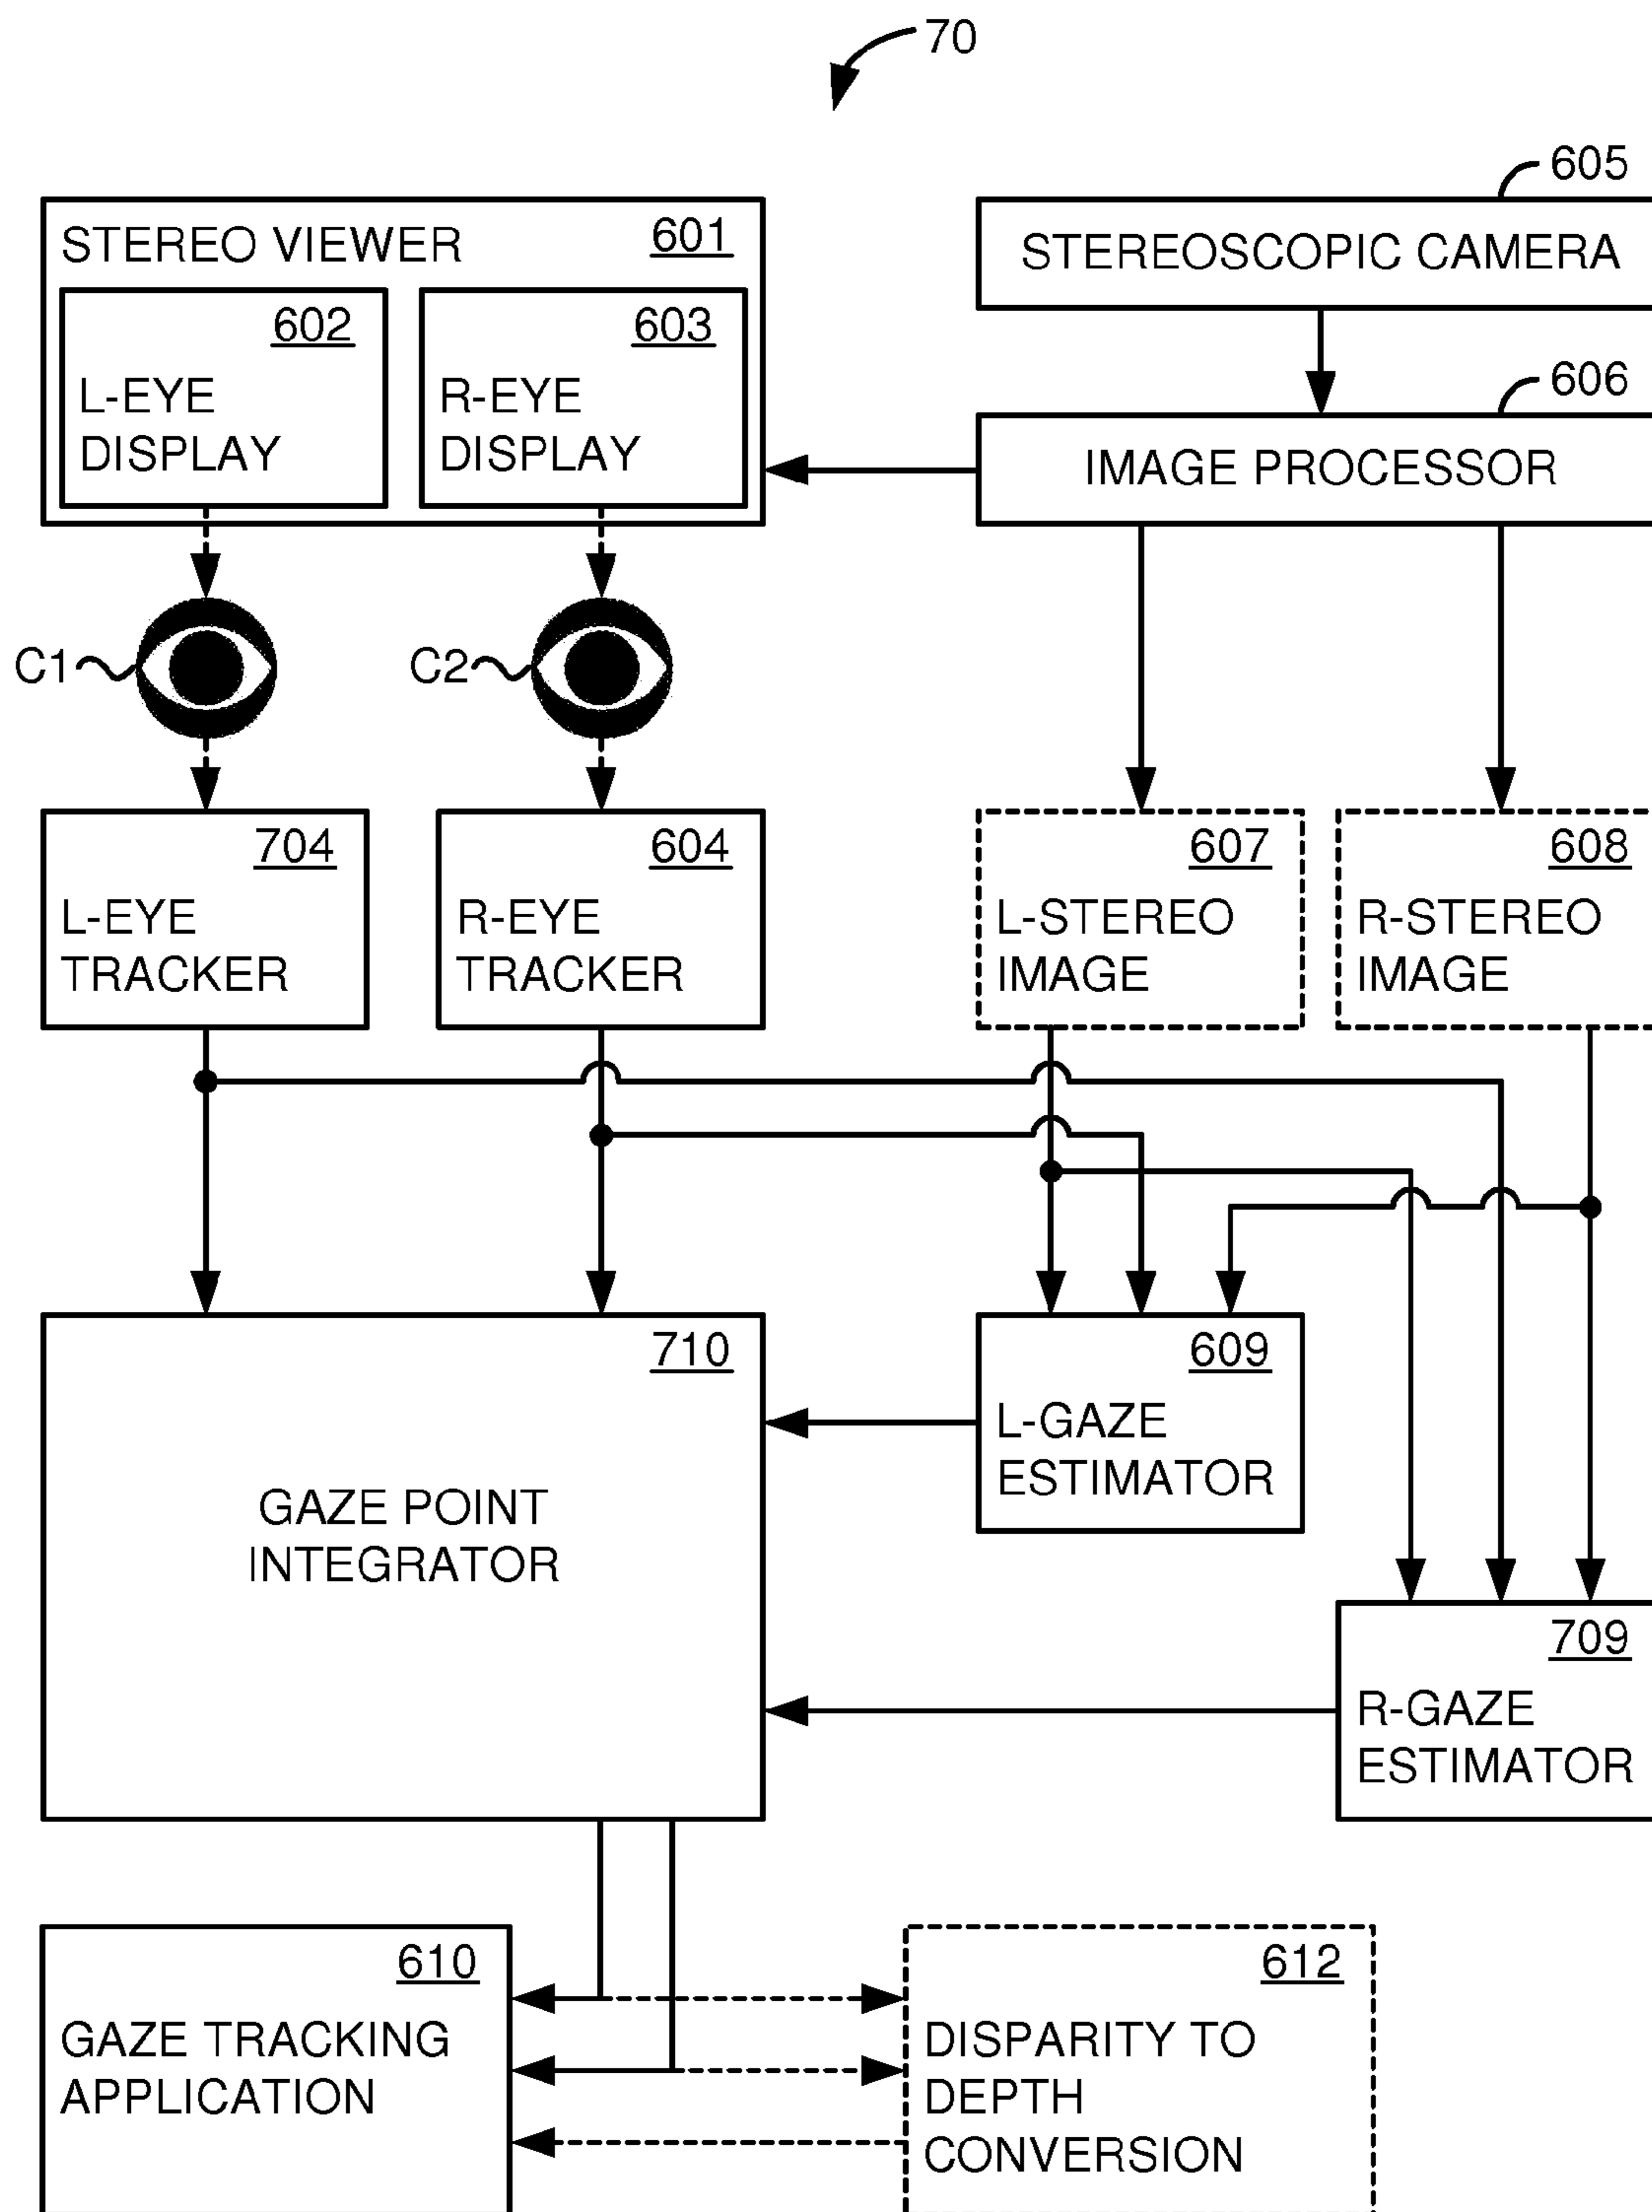 70
605
STEREO VIEWER 601
STEREOSCOPIC CAMERA
602
L-EYE
DISPLAY
603
R-EYE
DISPLAY
606
IMAGE PROCESSOR
C1
C2
704
L-EYE
TRACKER
604
R-EYE
TRACKER
607
L-STEREO
IMAGE
608
R-STEREO
IMAGE
710
GAZE POINT
INTEGRATOR
609
L-GAZE
ESTIMATOR
709
R-GAZE
ESTIMATOR
610
GAZE TRACKING
APPLICATION
612
DISPARITY TO
DEPTH
CONVERSION